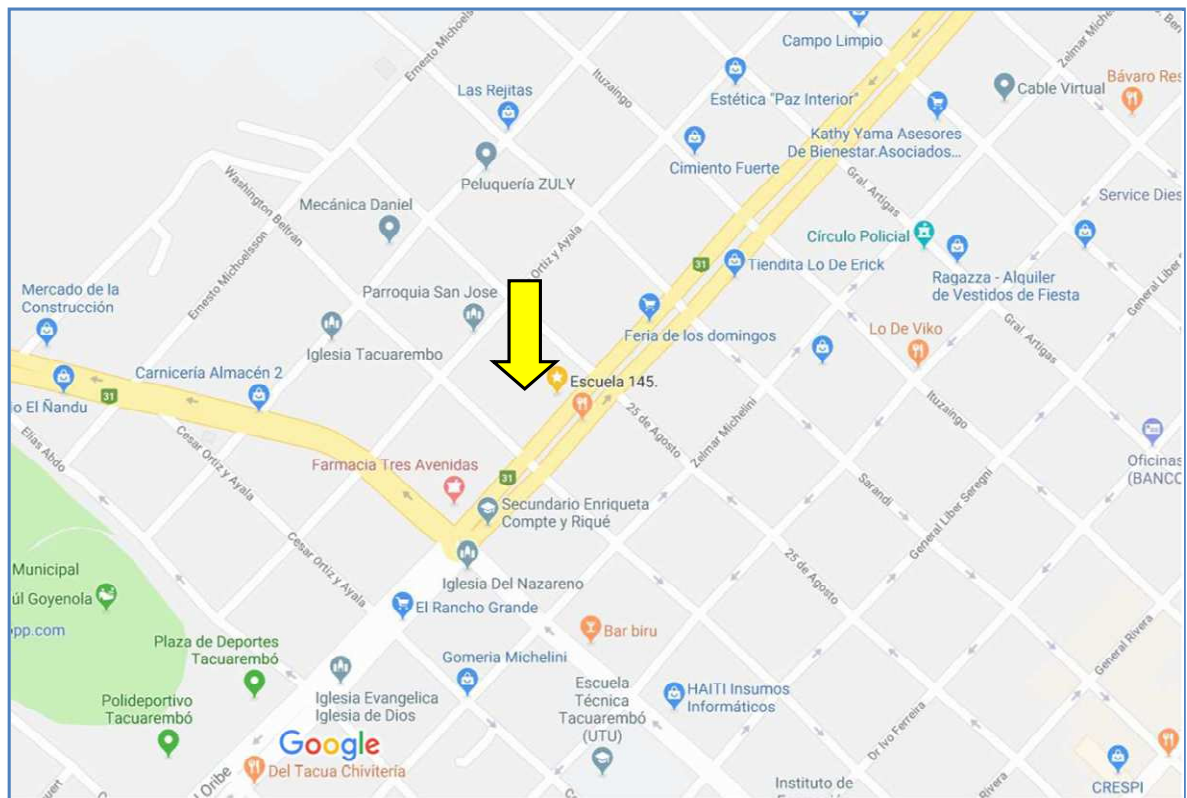 Ernesto Michoelsson
Ituzaingo
Campo Limpio
Zelmar Miche
Las Rejitas
Estética "Paz Interior"
Cable Virtual
Bávaro Res
Kathy Yama Asesores
De Bienestar.Asociados...
Peluquería ZULY
Cimiento Fuerte
Gral. Artigas
Washington Beltrán
Mecánica Daniel
Service Dies
Círculo Policial
Ernesto Michoelsson
Ortiz y Ayala
31
Tiendita Lo De Erick
Ragazza - Alquiler
de Vestidos de Fiesta
General Liber
Mercado de la
Construcción
Parroquia San Jose
Iglesia Tacuarembo
Feria de los domingos
Lo De Viko
Gral. Artigas
Carnicería Almacén 2
31
Escuela 145.
o El Ñandu
25 de Agosto
Zelmar Michelini
Ituzaingo
Elias Abdo
Cesar Ortiz y Ayala
Farmacia Tres Avenidas
31
Sarandi
General Liber Seregni
Oficinas
(BANCO
Secundario Enriqueta
Compte y Riqué
Cesar Ortiz y Ayala
25 de Agosto
Municipal
úl Goyenola
pp.com
Iglesia Del Nazareno
El Rancho Grande
Bar biru
General Rivera
Plaza de Deportes
Tacuarembó
Gomeria Michelini
Polideportivo
Tacuarembó
Iglesia Evangelica
Iglesia de Dios
Escuela
Técnica
Tacuarembó
(UTU)
HAITI Insumos
Informáticos
Dr Ivo Ferreira
Google
Del Tacua Chivitería
Oribe
Instituto de
Rivera
CRESPI